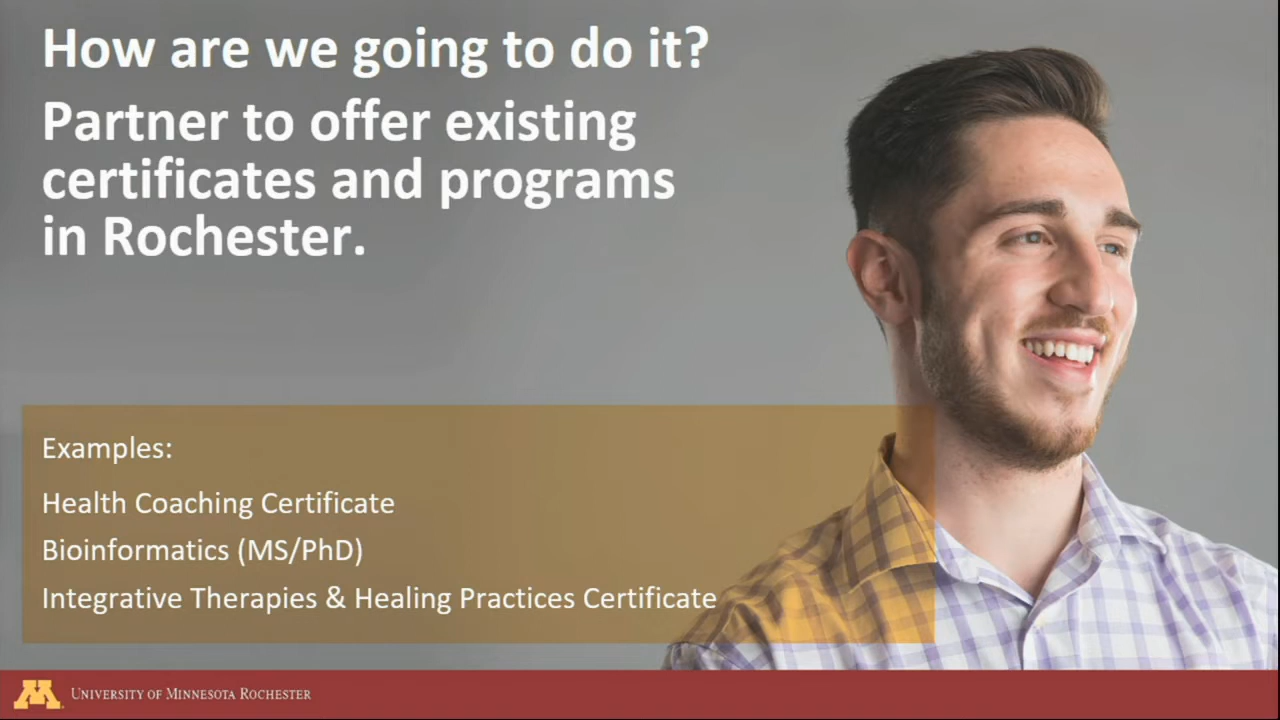 How are we going to do it?
Partner to offer existing
certificates and programs
in Rochester.
Examples:
Health Coaching Certificate
Bioinformatics (MS/PhD)
Integrative Therapies & Healing Practices Certificate
M
University of Minnesota Rochester